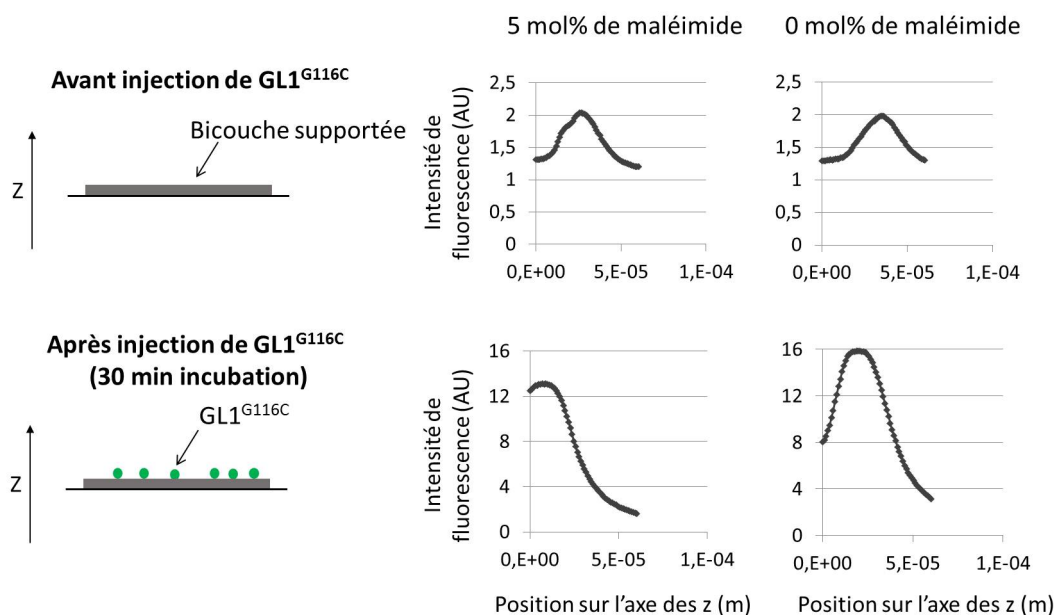 5 mol% de maléimide
0 mol% de maléimide
Avant injection de GL1G116C
Bicouche supportée
Z
Intensité de
fluorescence (AU)
2,5
2
1,5
1
0,5
0
0,E+00 5,E-05 1,E-04
2,5
2
1,5
1
0,5
0
0,E+00 5,E-05 1,E-04
Après injection de GL1G116C
(30 min incubation)
GL1G116C
Z
Intensité de
fluorescence (AU)
16
12
8
4
0
0,E+00 5,E-05 1,E-04
Position sur l'axe des z (m)
16
12
8
4
0
0,E+00 5,E-05 1,E-04
Position sur l'axe des z (m)